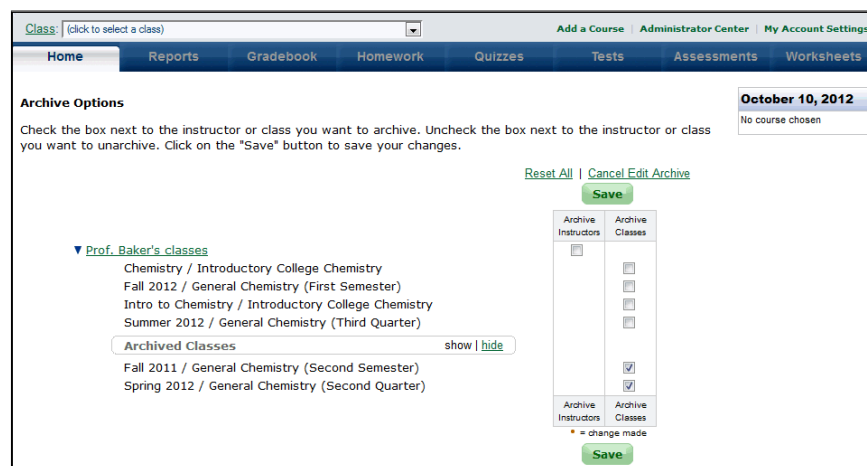 Class: (click to select a class)
Add a Course | Administrator Center | My Account Settings
Home Reports Gradebook Homework Quizzes Tests Assessments Worksheets
Archive Options
October 10, 2012
No course chosen
Check the box next to the instructor or class you want to archive. Uncheck the box next to the instructor or class
you want to unarchive. Click on the "Save" button to save your changes.
Reset All | Cancel Edit Archive
Save
Archive Instructors
Archive Classes
Prof. Baker's classes
Chemistry / Introductory College Chemistry
Fall 2012 / General Chemistry (First Semester)
Intro to Chemistry / Introductory College Chemistry
Summer 2012 / General Chemistry (Third Quarter)
Archived Classes show | hide
Fall 2011 / General Chemistry (Second Semester)
Spring 2012 / General Chemistry (Second Quarter)
Archive Instructors
Archive Classes
* = change made
Save